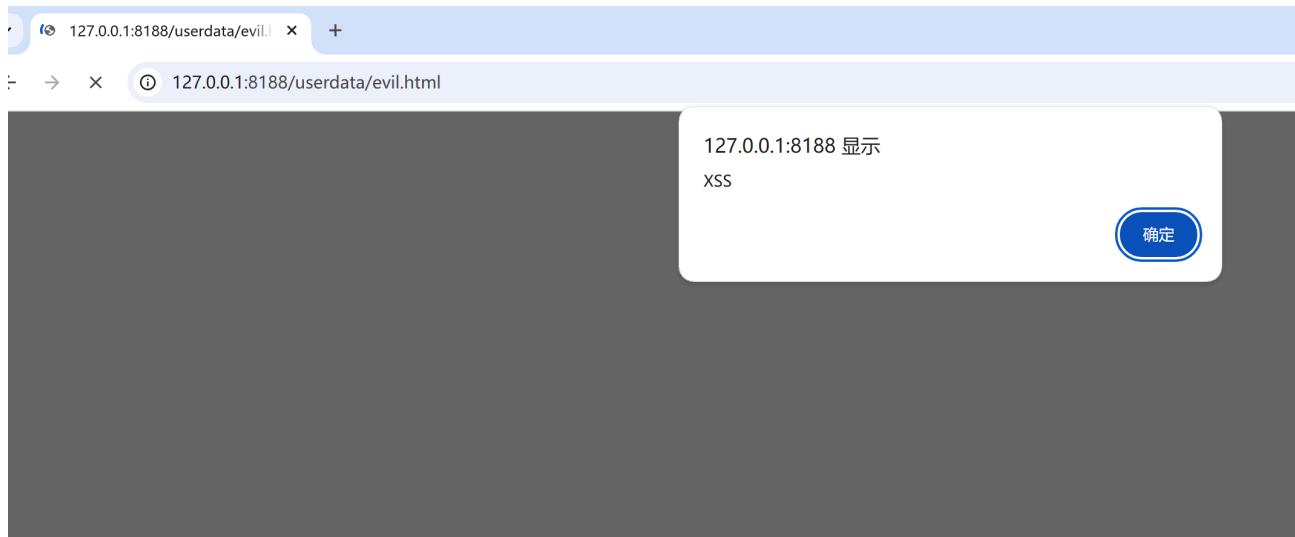 127.0.0.1:8188/userdata/evil.h
127.0.0.1:8188/userdata/evil.html
127.0.0.1:8188 显示
XSS
确定